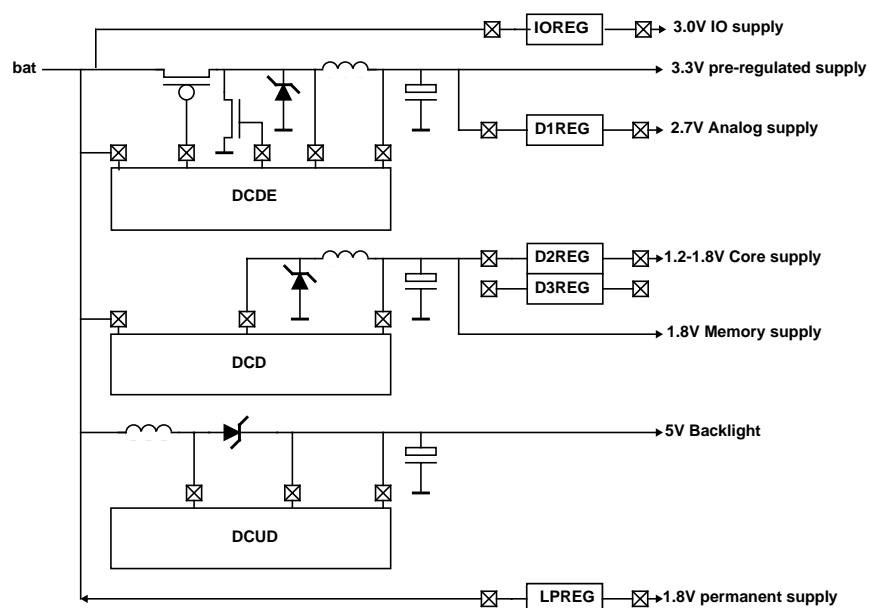 IOREG
3.0V IO supply
bat
3.3V pre-regulated supply
D1REG
2.7V Analog supply
DCDE
D2REG
1.2-1.8V Core supply
D3REG
DCD
1.8V Memory supply
5V Backlight
DCUD
LPREG
1.8V permanent supply